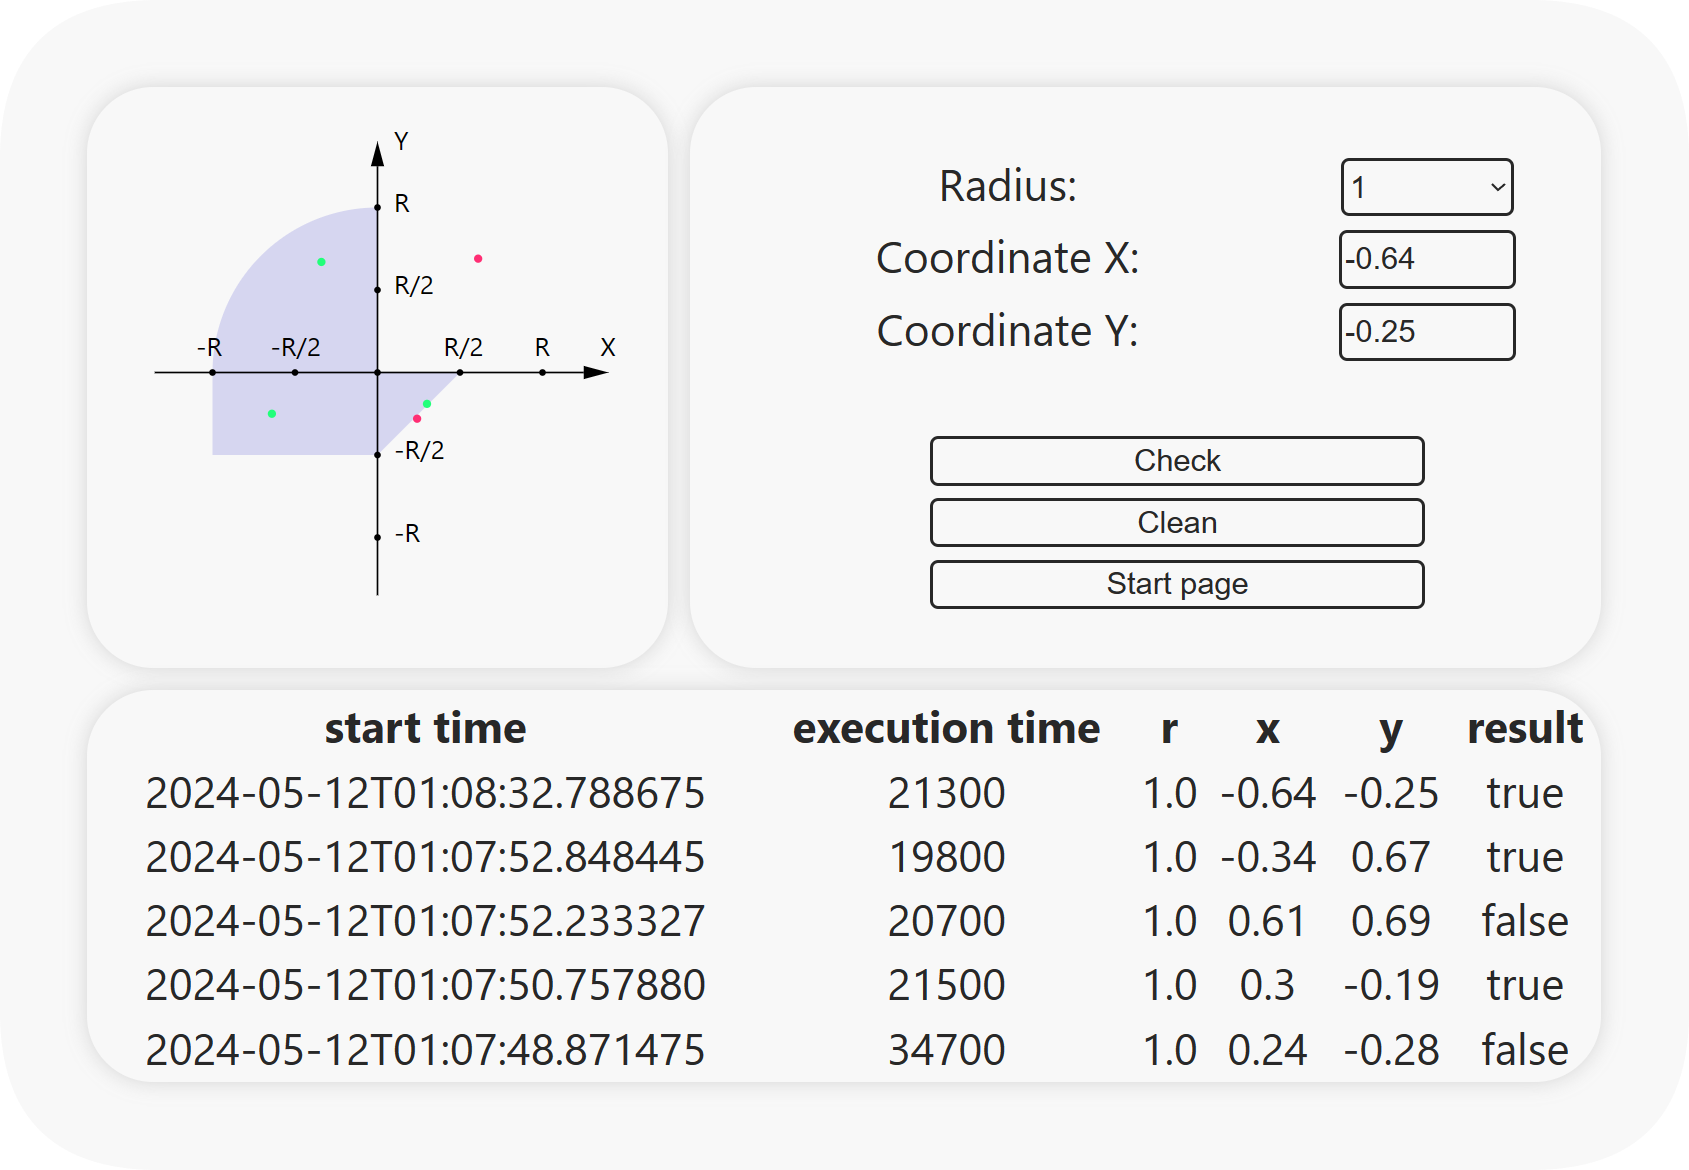 Y
R
R/2
-R -R/2 R/2 R X
-R/2
-R
Radius: 1
Coordinate X: -0.64
Coordinate Y: -0.25
Check
Clean
Start page
start time execution time r x y result
2024-05-12T01:08:32.788675 21300 1.0 -0.64 -0.25 true
2024-05-12T01:07:52.848445 19800 1.0 -0.34 0.67 true
2024-05-12T01:07:52.233327 20700 1.0 0.61 0.69 false
2024-05-12T01:07:50.757880 21500 1.0 0.3 -0.19 true
2024-05-12T01:07:48.871475 34700 1.0 0.24 -0.28 false